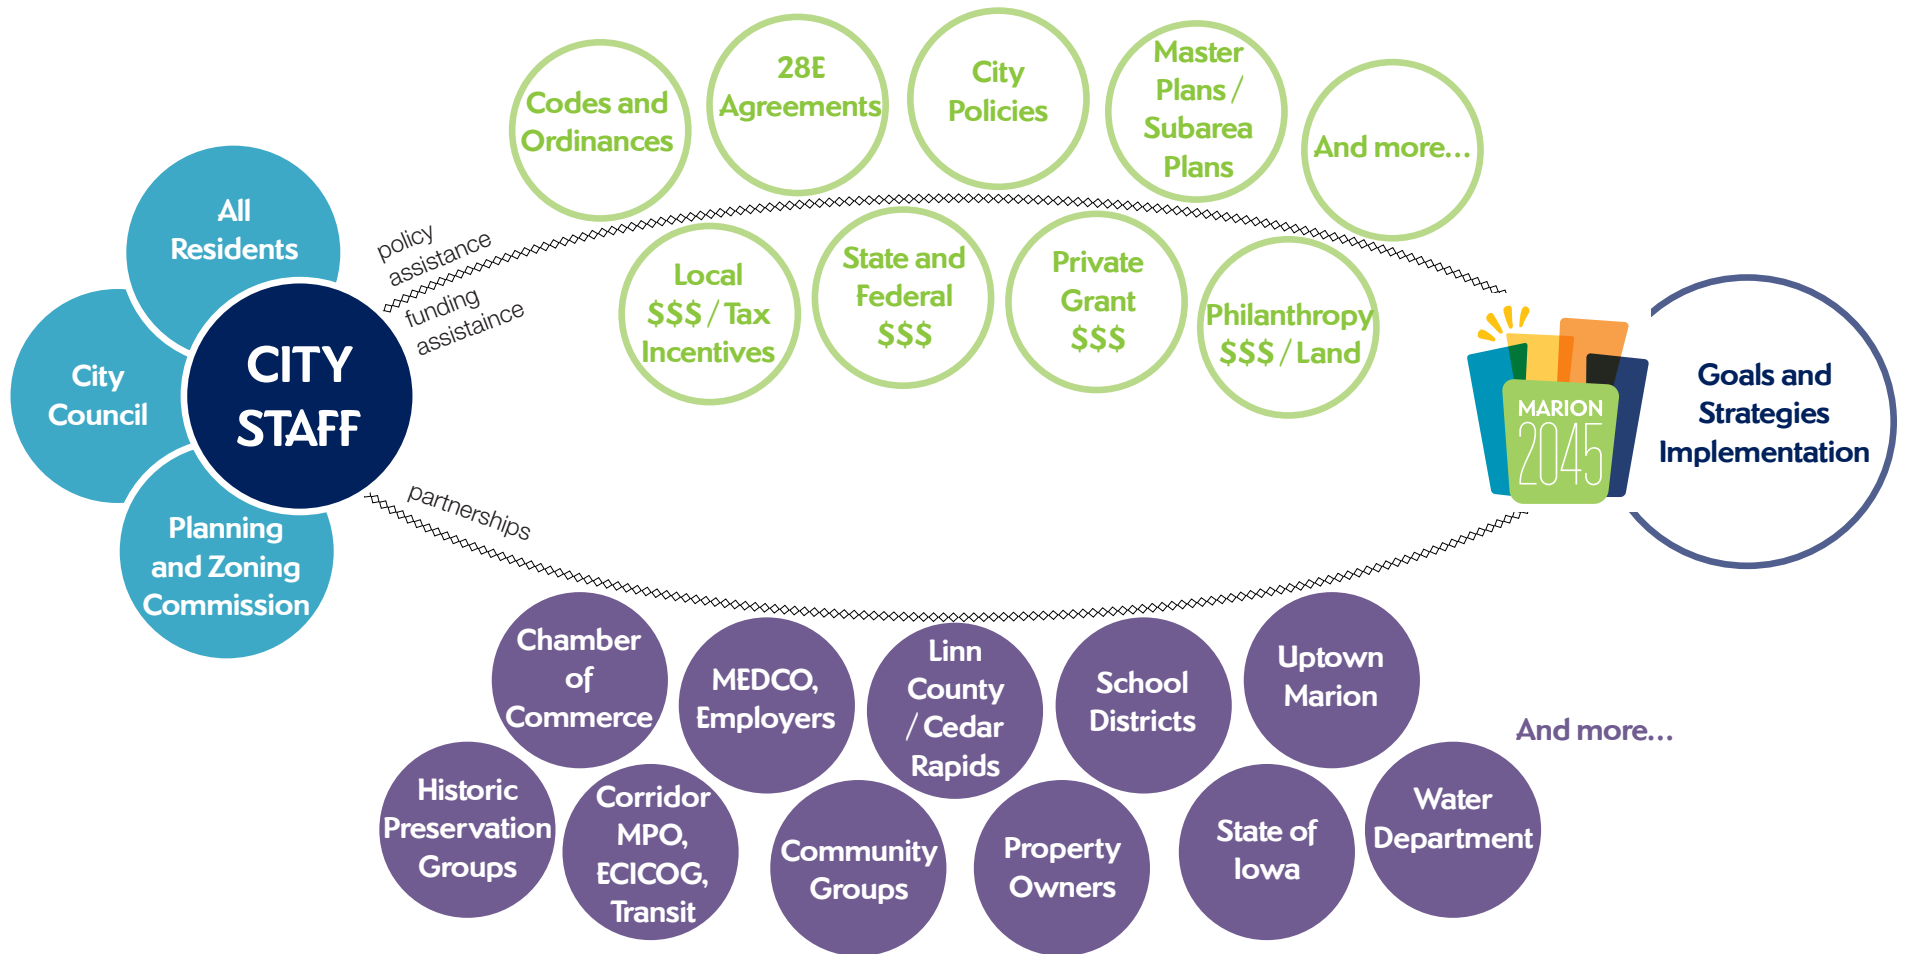 All
Residents
City
Council
CITY
STAFF
Planning
and Zoning
Commission
policy
assistance
funding
assistaince
partnerships
Codes and
Ordinances
28E
Agreements
City
Policies
Master
Plans /
Subarea
Plans
And more...
Local
$$$ / Tax
Incentives
State and
Federal
$$$
Private
Grant
$$$
Philanthropy
$$$ / Land
MARION
2045
Goals and
Strategies
Implementation
Chamber
of
Commerce
MEDCO,
Employers
Linn
County
/ Cedar
Rapids
School
Districts
Uptown
Marion
And more...
Historic
Preservation
Groups
Corridor
MPO,
ECICOG,
Transit
Community
Groups
Property
Owners
State of
Iowa
Water
Department